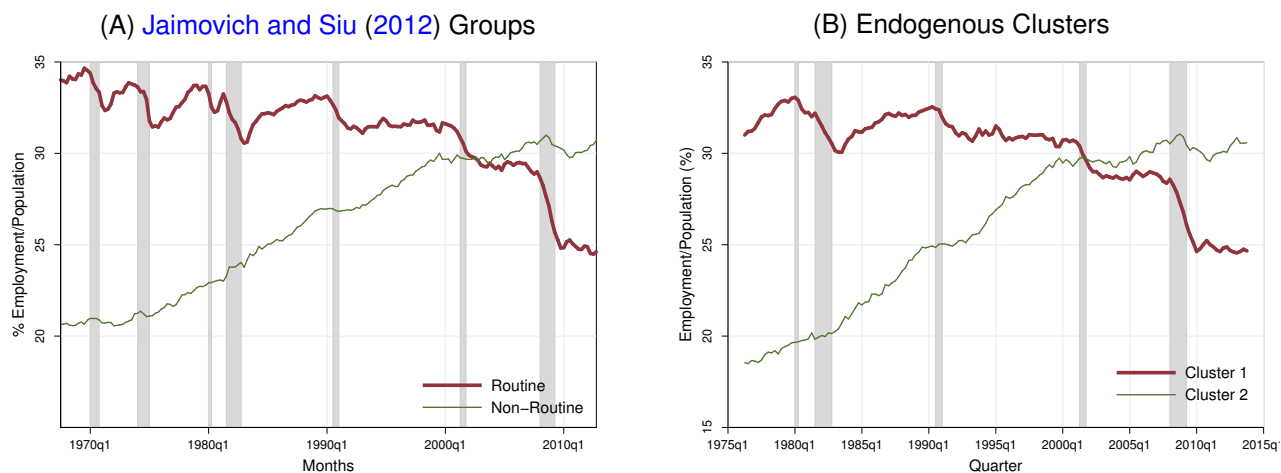 (A) Jaimovich and Siu (2012) Groups
% Employment/Population
35
30
25
20
1970q1 1980q1 1990q1 2000q1 2010q1
Months
Routine
Non−Routine
(B) Endogenous Clusters
Employment/Population (%)
35
30
25
20
15
1975q1 1980q1 1985q1 1990q1 1995q1 2000q1 2005q1 2010q1 2015q1
Quarter
Cluster 1
Cluster 2